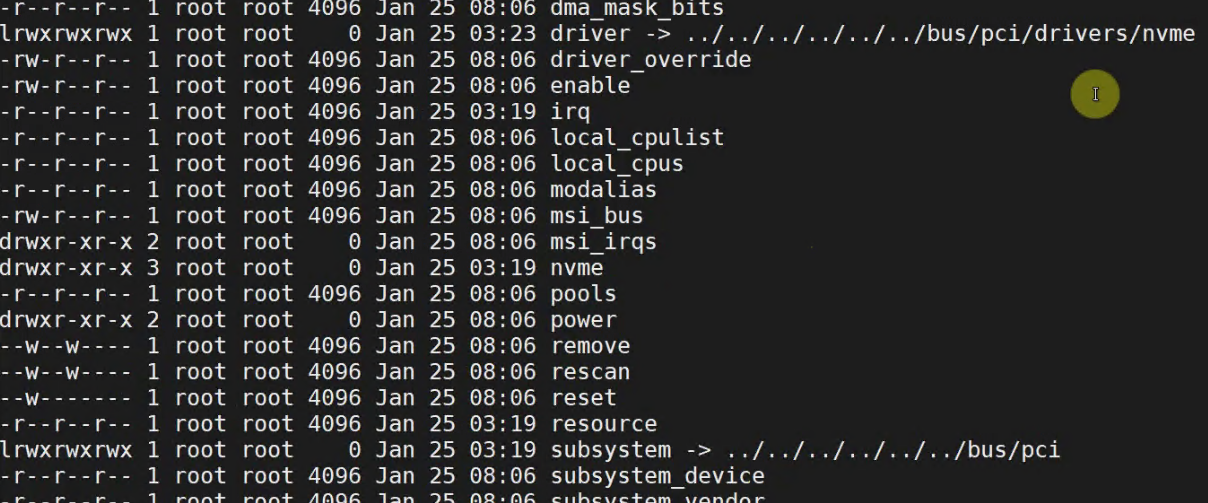 -r--r--r-- 1 root root 4096 Jan 25 08:06 dma_mask_bits
lrwxrwxrwx 1 root root    0 Jan 25 03:23 driver -> ../../../../../../bus/pci/drivers/nvme
-rw-r--r-- 1 root root 4096 Jan 25 08:06 driver_override
-rw-r--r-- 1 root root 4096 Jan 25 08:06 enable
-r--r--r-- 1 root root 4096 Jan 25 03:19 irq
-r--r--r-- 1 root root 4096 Jan 25 08:06 local_cpulist
-r--r--r-- 1 root root 4096 Jan 25 08:06 local_cpus
-r--r--r-- 1 root root 4096 Jan 25 08:06 modalias
-rw-r--r-- 1 root root 4096 Jan 25 08:06 msi_bus
drwxr-xr-x 2 root root    0 Jan 25 08:06 msi_irqs
drwxr-xr-x 3 root root    0 Jan 25 03:19 nvme
-r--r--r-- 1 root root 4096 Jan 25 08:06 pools
drwxr-xr-x 2 root root    0 Jan 25 08:06 power
--w--w---- 1 root root 4096 Jan 25 08:06 remove
--w--w---- 1 root root 4096 Jan 25 08:06 rescan
--w------- 1 root root 4096 Jan 25 08:06 reset
-r--r--r-- 1 root root 4096 Jan 25 03:19 resource
lrwxrwxrwx 1 root root    0 Jan 25 03:19 subsystem -> ../../../../../../bus/pci
-r--r--r-- 1 root root 4096 Jan 25 08:06 subsystem_device
-r--r--r-- 1 root root 4096 Jan 25 08:06 subsystem_vendor